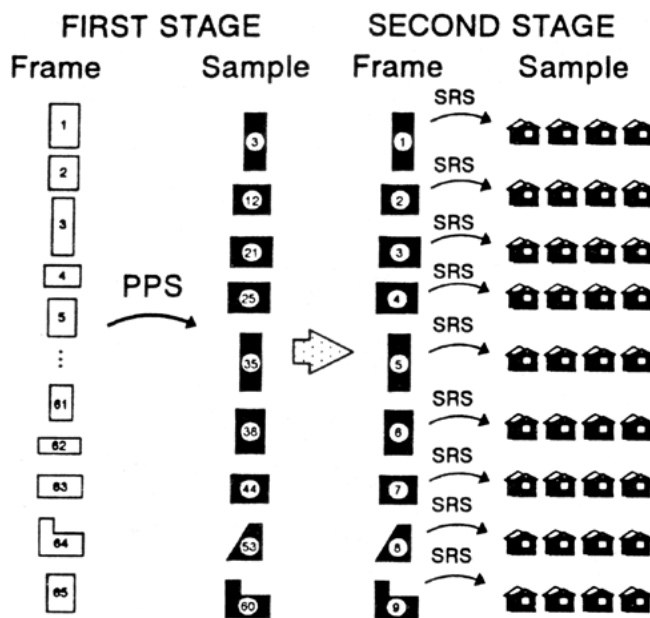 FIRST STAGE SECOND STAGE
Frame Sample Frame Sample
1 3 1 SRS
2 12 2 SRS
3 21 3 SRS
4 25 4 SRS
5 PPS 35 5 SRS
61 38 6 SRS
62
63 44 7 SRS
64 53 8 SRS
65 60 9 SRS